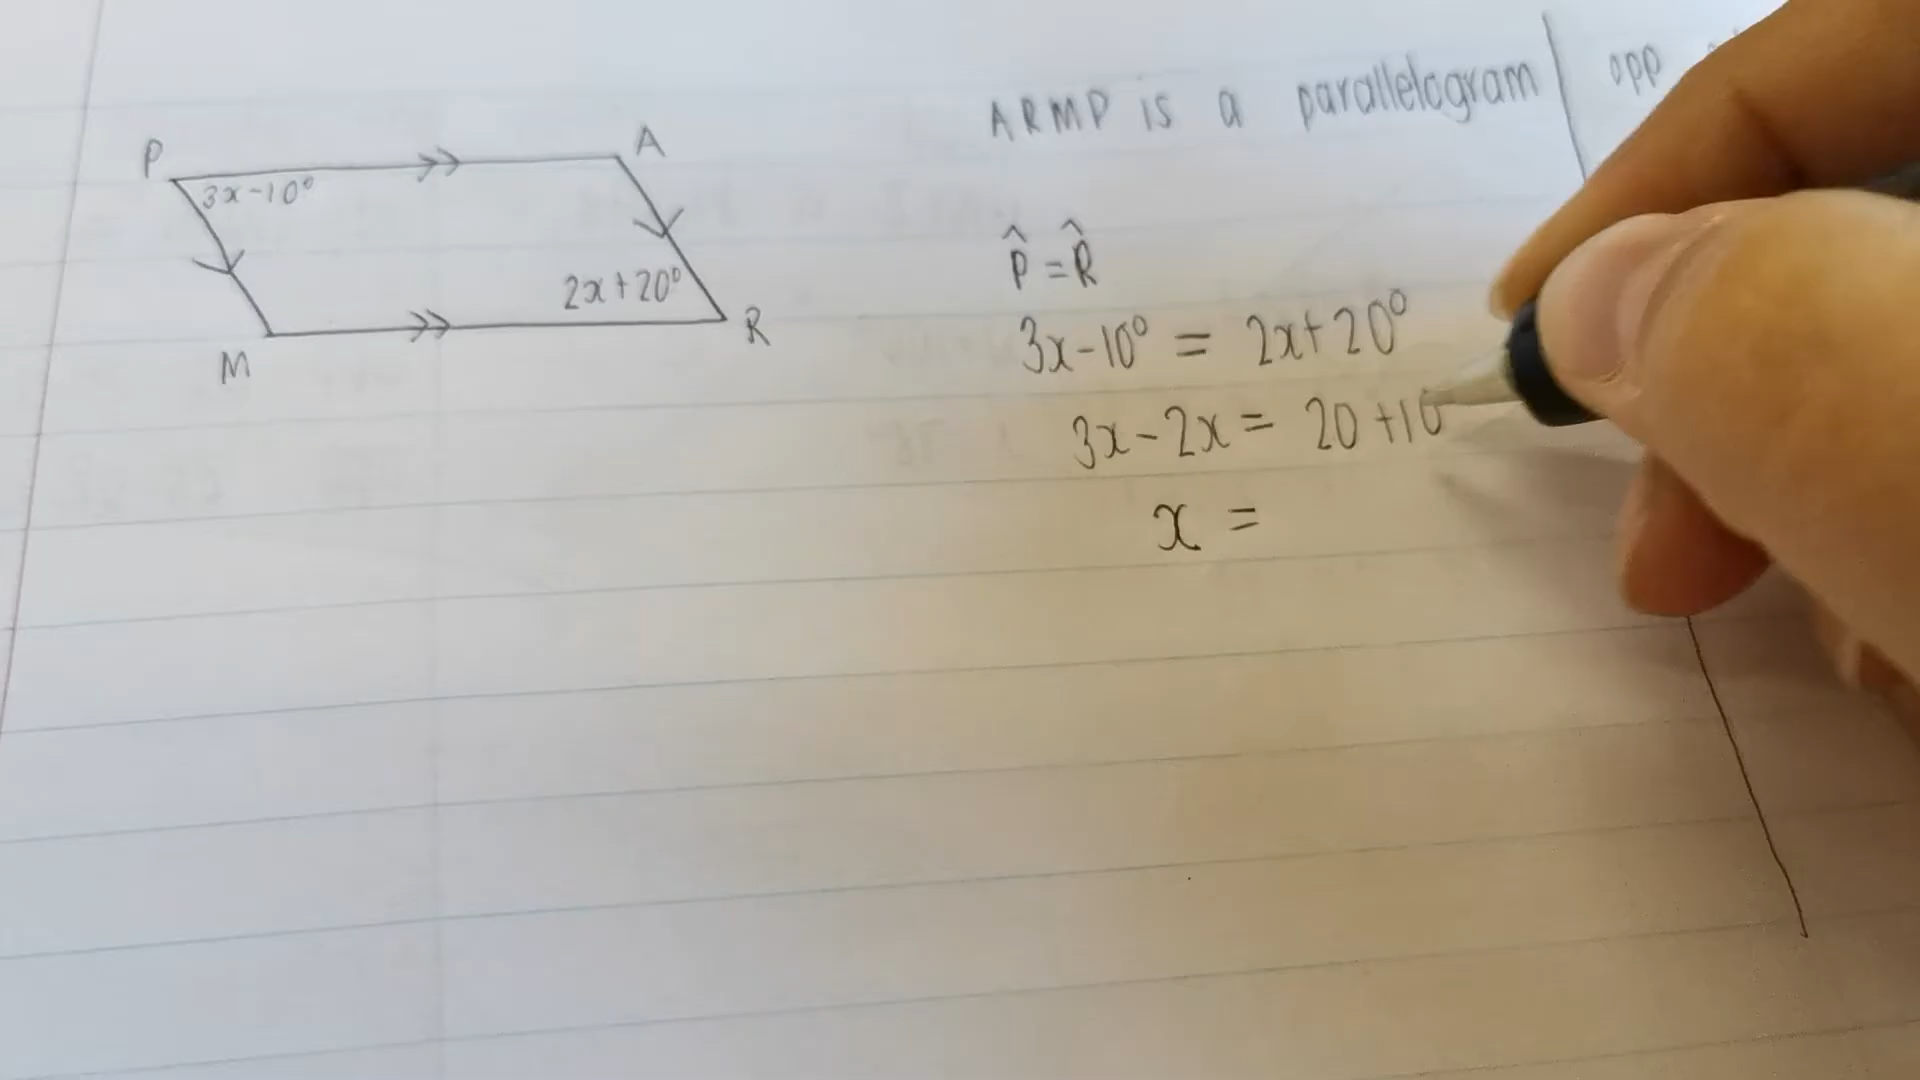 P
A
3x-10°
2x+20°
M
R
ARMP is a parallelogram
opp
P̂ = R̂
3x-10° = 2x+20°
3x-2x = 20+10
x =